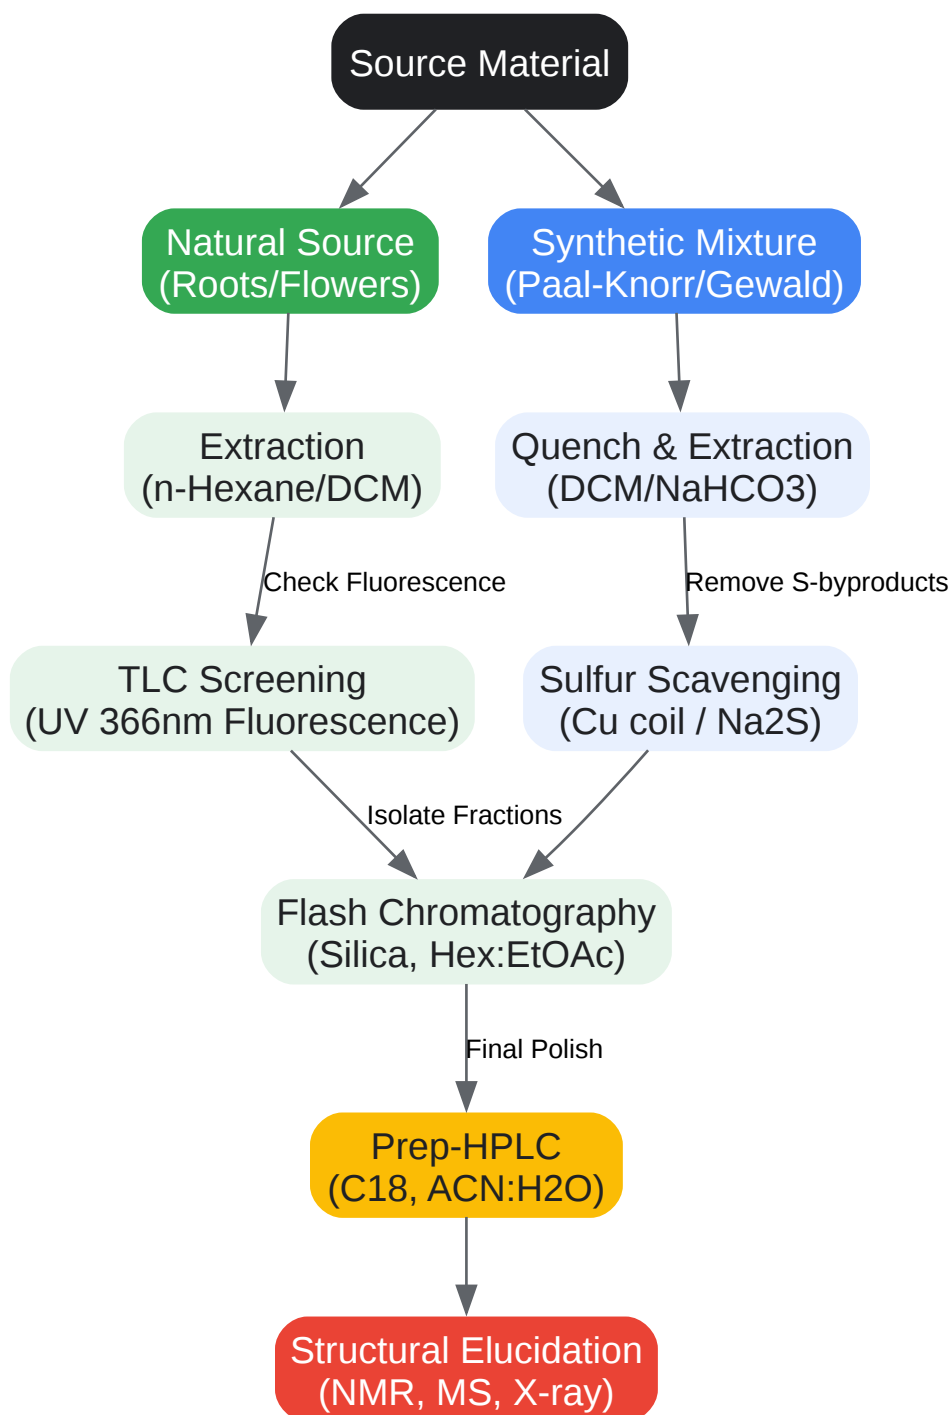 Source Material
Natural Source
(Roots/Flowers)
Synthetic Mixture
(Paal-Knorr/Gewald)
Extraction
(n-Hexane/DCM)
Quench & Extraction
(DCM/NaHCO3)
Check Fluorescence
Remove S-byproducts
TLC Screening
(UV 366nm Fluorescence)
Sulfur Scavenging
(Cu coil / Na2S)
Isolate Fractions
Flash Chromatography
(Silica, Hex:EtOAc)
Final Polish
Prep-HPLC
(C18, ACN:H2O)
Structural Elucidation
(NMR, MS, X-ray)